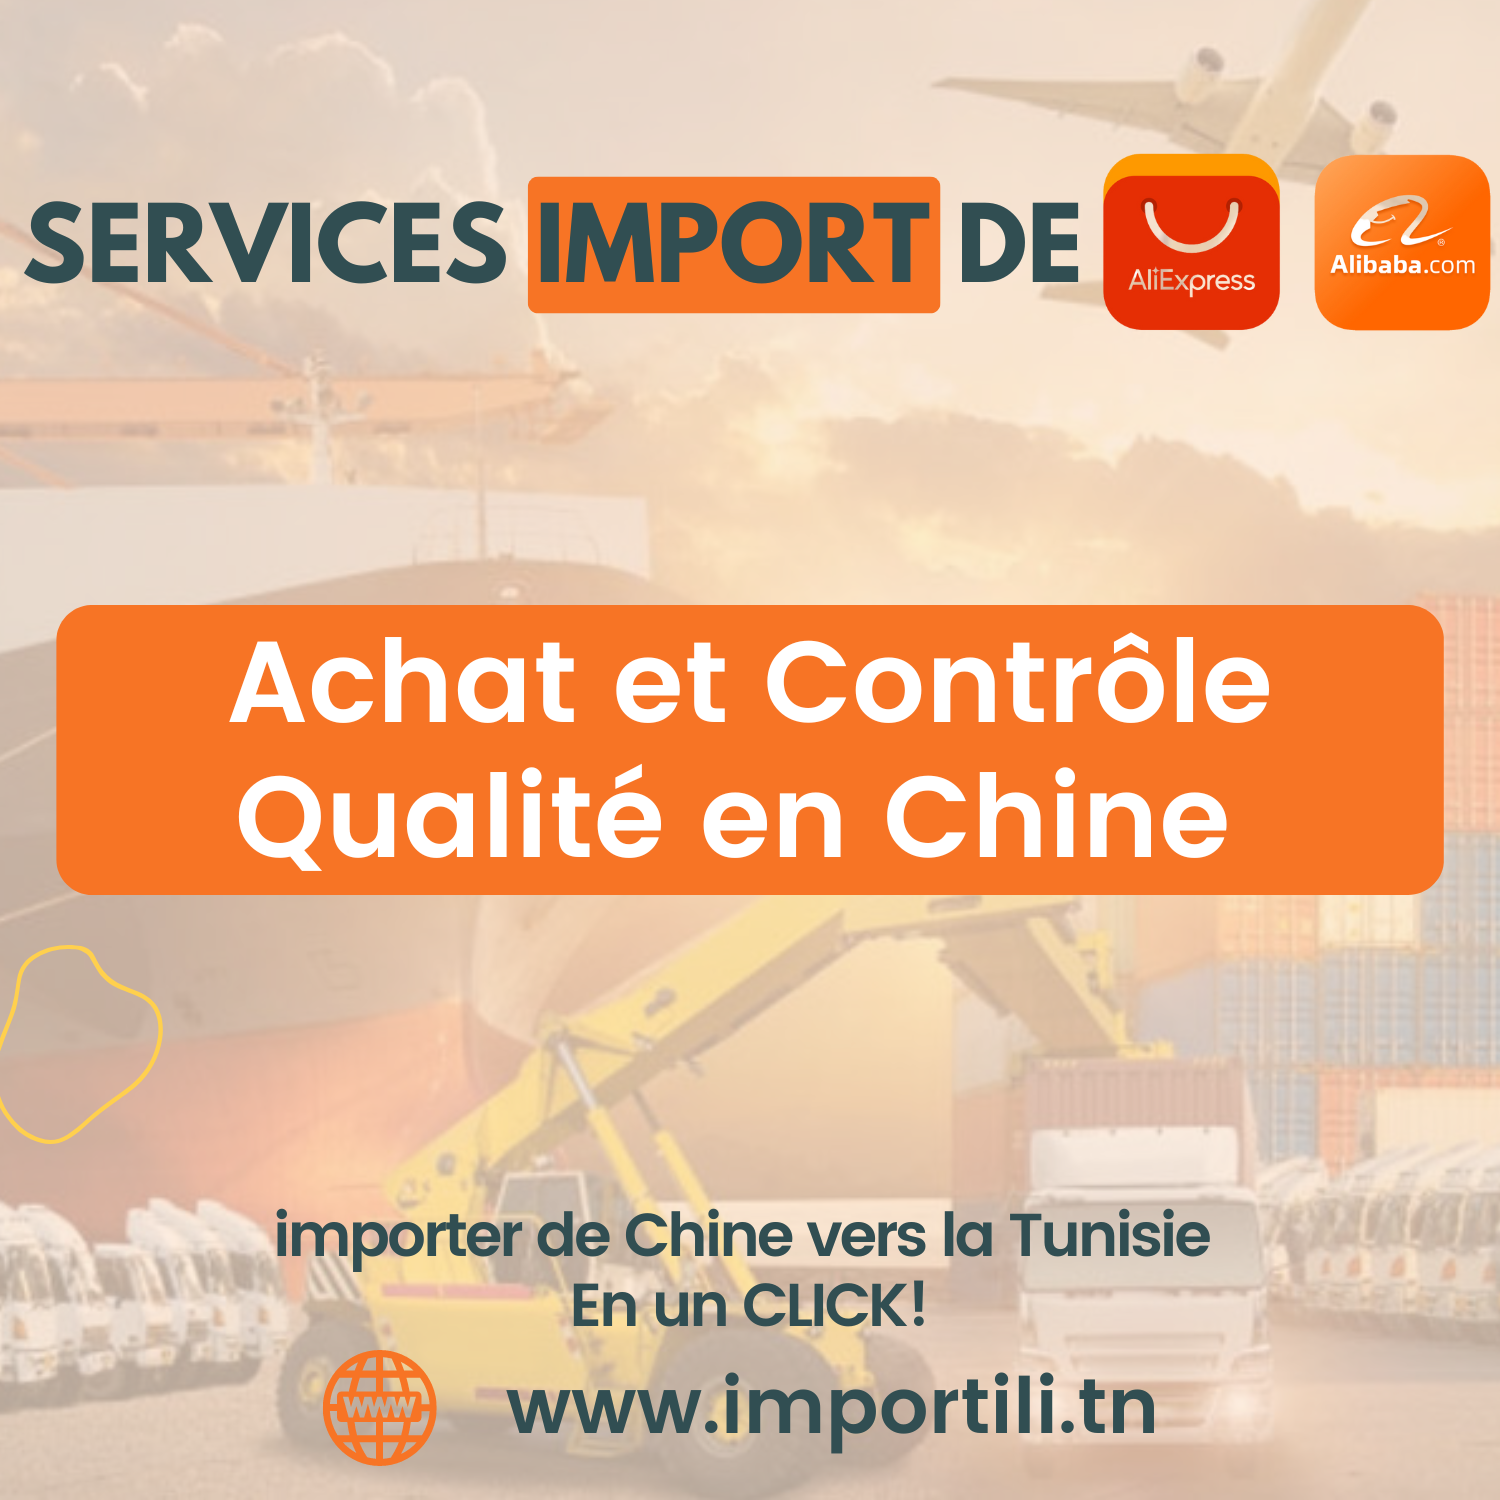 SERVICES IMPORT DE
AliExpress
Alibaba.com
Achat et Contrôle
Qualité en Chine
importer de Chine vers la Tunisie
En un CLICK!
www
www.importili.tn